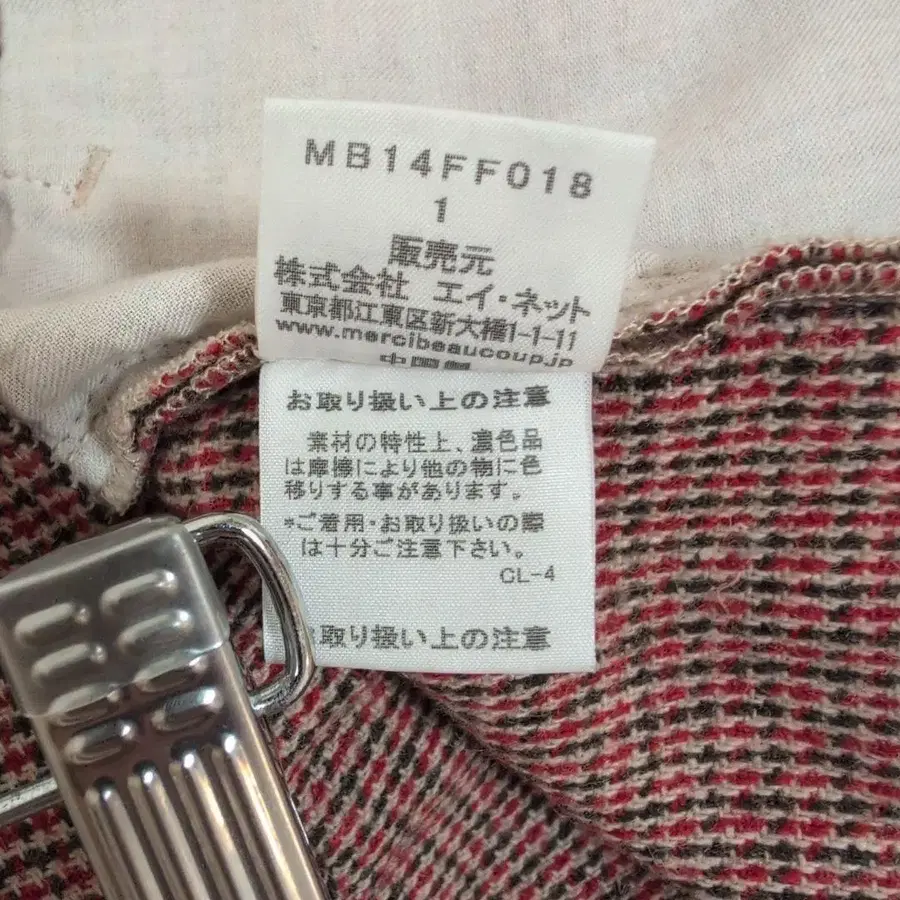 MB14FF018
1
販売元
株式会社 エイ・ネット
東京都江東区新大橋1-1-11
www.mercibeaucoup.jp
中国製
お取り扱い上の注意
素材の特性上、濃色品
は摩擦により他の物に色
移りする事があります。
*ご着用・お取り扱いの際
は十分ご注意下さい。
CL-4
お取り扱い上の注意